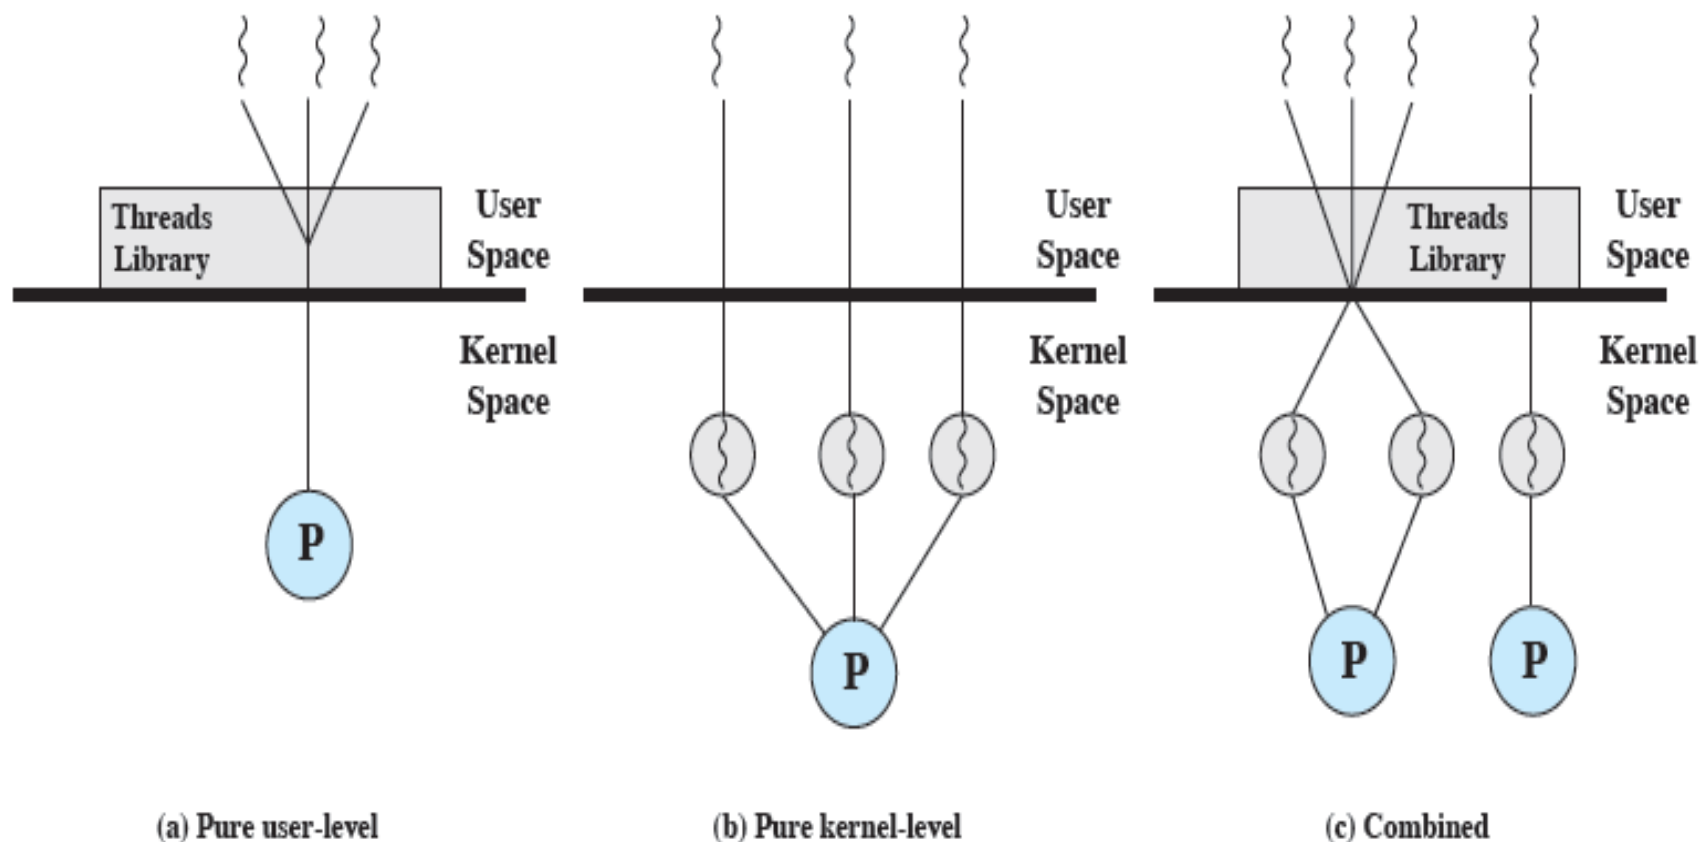 Threads
Library
User
Space
Kernel
Space
P
(a) Pure user-level
User
Space
Kernel
Space
P
(b) Pure kernel-level
Threads
Library
User
Space
Kernel
Space
P
P
(c) Combined